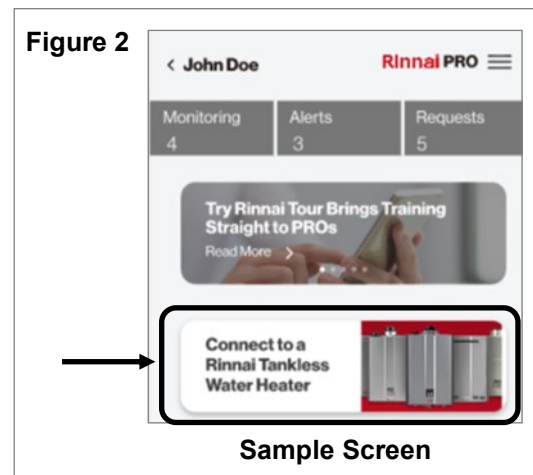 Figure 2
< John Doe
Rinnai PRO
Monitoring
4
Alerts
3
Requests
5
Try Rinnai Tour Brings Training
Straight to PROs
Read More >
Connect to a
Rinnai Tankless
Water Heater
Sample Screen